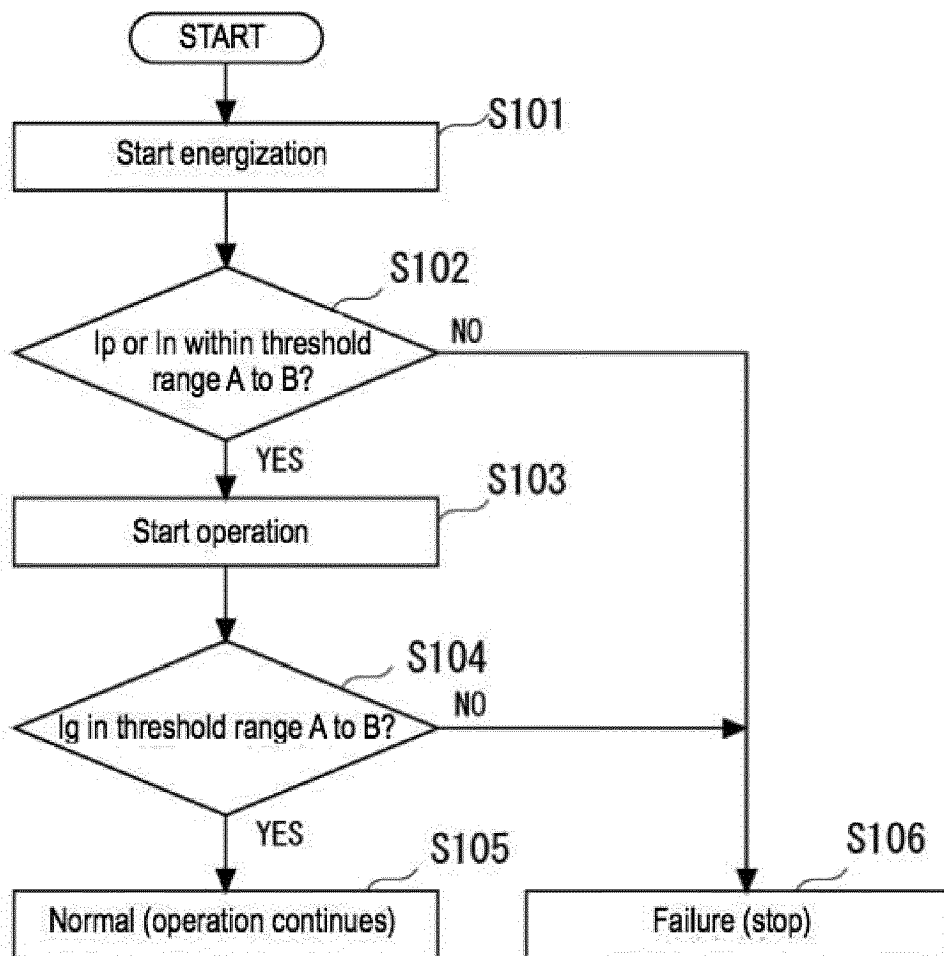 START
S101
Start energization
S102
Ip or In within threshold
range A to B?
NO
YES
S103
Start operation
S104
Ig in threshold range A to B?
NO
YES
S105
Normal (operation continues)
S106
Failure (stop)